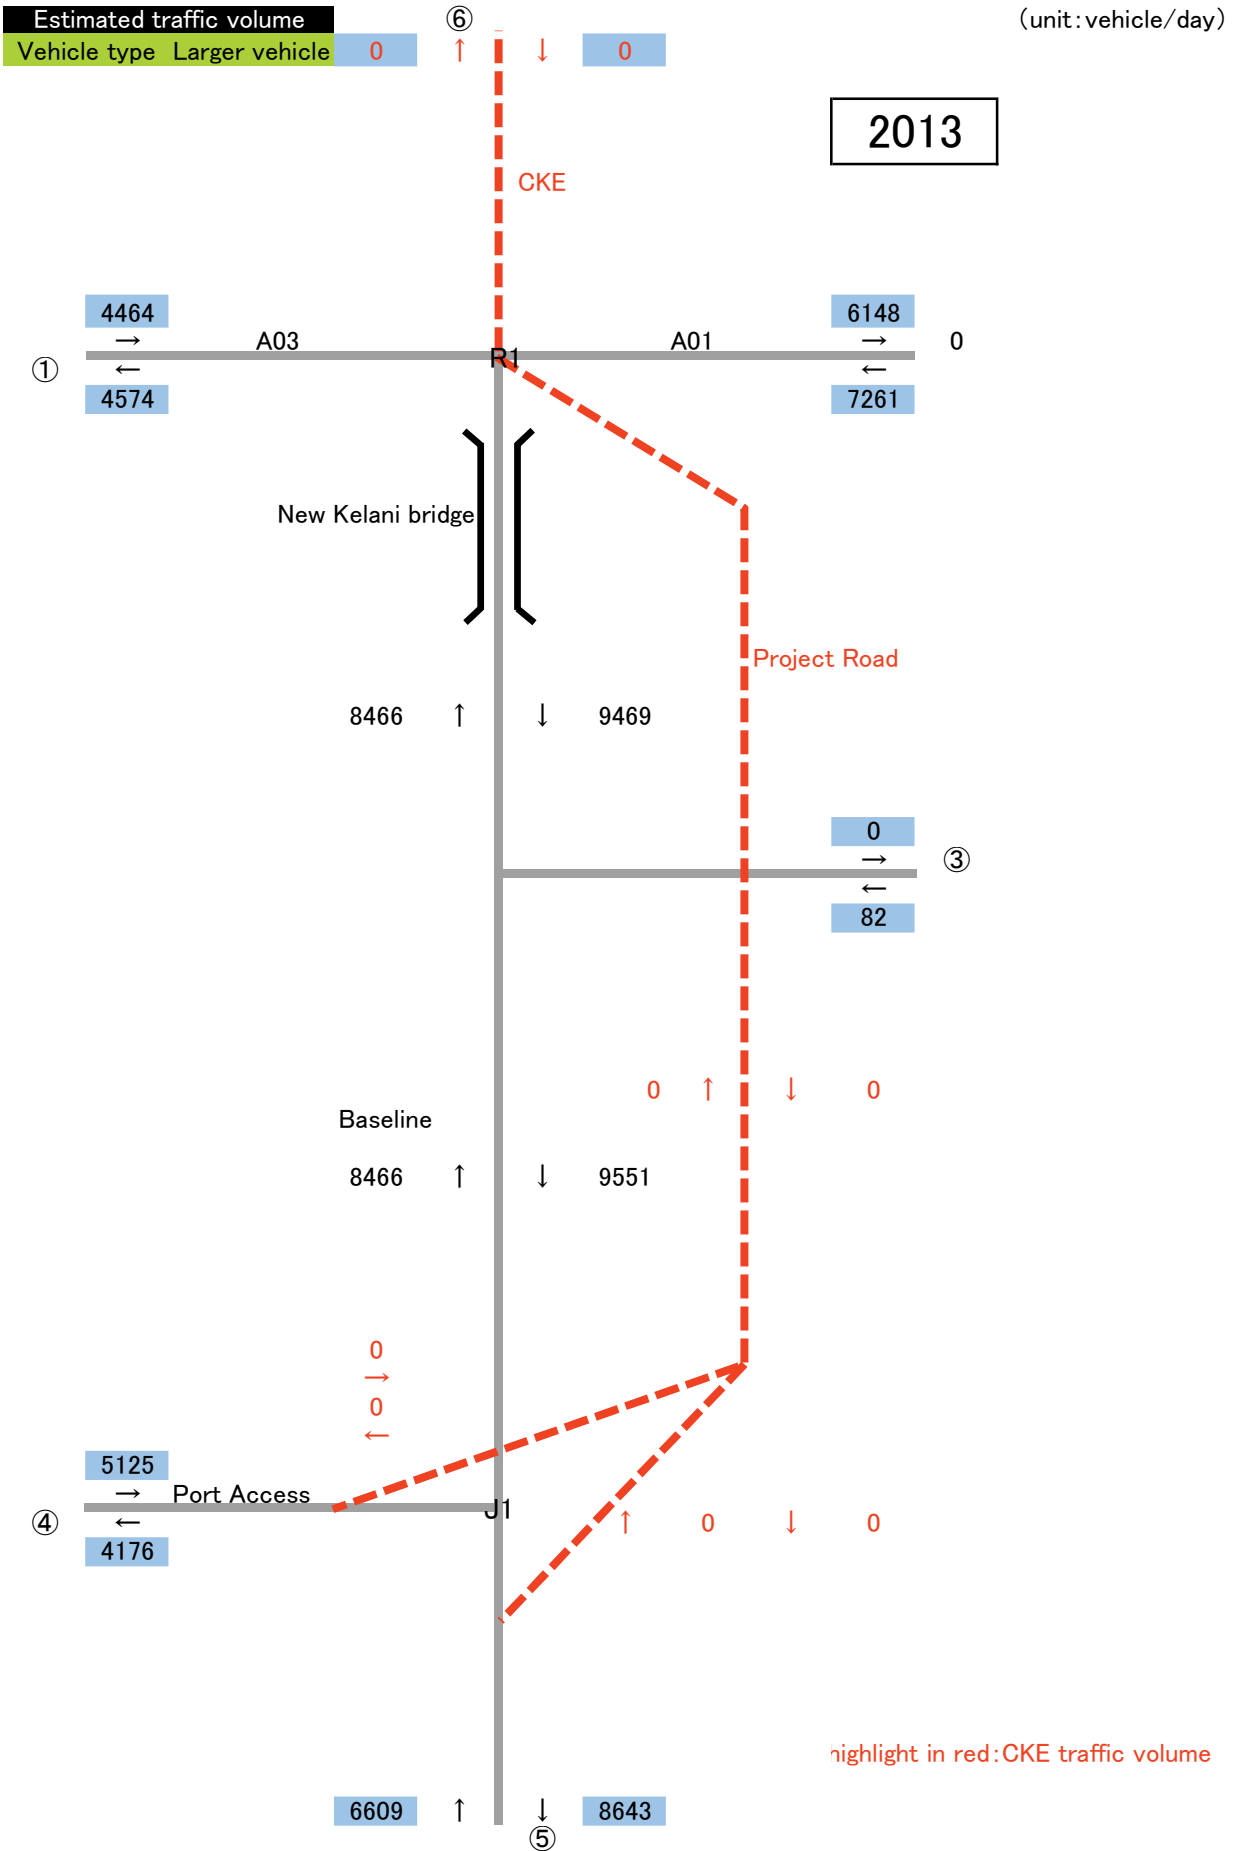 Estimated traffic volume
⑥
(unit:vehicle/day)
Vehicle type Larger vehicle
0 ↑ ↓ 0
2013
CKE
4464
6148
→ A03
A01 → 0
R1
① ←
←
4574
7261
New Kelani bridge
Project Road
8466 ↑ ↓ 9469
0
→ ③
←
82
0 ↑ ↓ 0
Baseline
8466 ↑ ↓ 9551
0
→
0
←
5125
→ Port Access
J1
④ ←
↑ 0 ↓ 0
4176
highlight in red:CKE traffic volume
6609 ↑ ↓ 8643
⑤